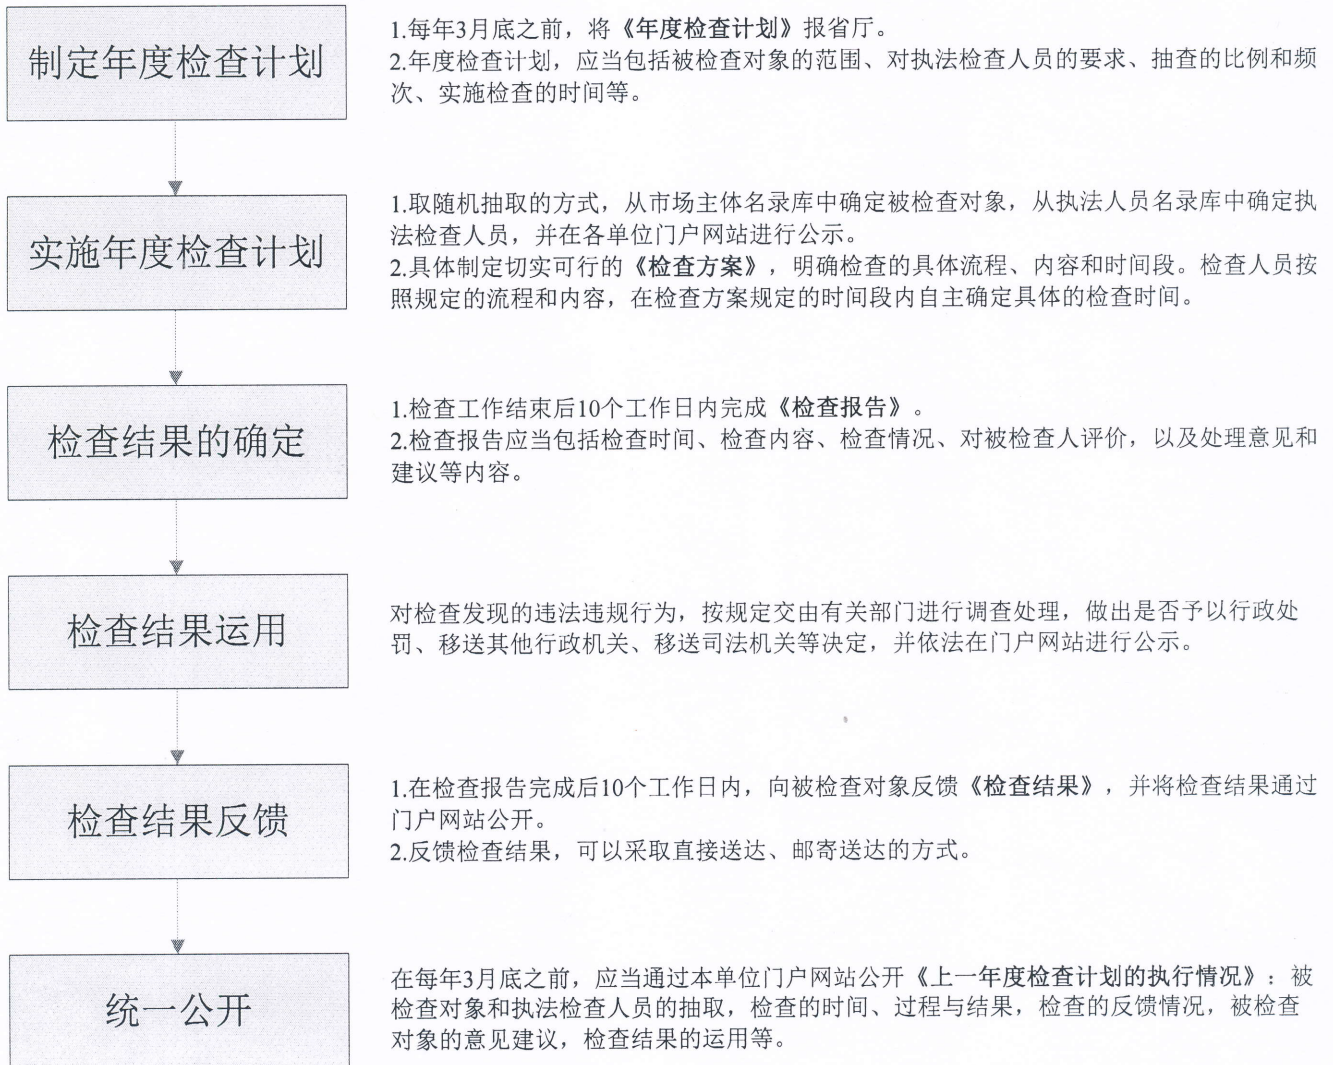 制定年度检查计划
1.每年3月底之前，将《年度检查计划》报省厅。
2.年度检查计划，应当包括被检查对象的范围、对执法检查人员的要求、抽查的比例和频
次、实施检查的时间等。
实施年度检查计划
1.取随机抽取的方式，从市场主体名录库中确定被检查对象，从执法人员名录库中确定执
法检查人员，并在各单位门户网站进行公示。
2.具体制定切实可行的《检查方案》，明确检查的具体流程、内容和时间段。检查人员按
照规定的流程和内容，在检查方案规定的时间段内自主确定具体的检查时间。
检查结果的确定
1.检查工作结束后10个工作日内完成《检查报告》。
2.检查报告应当包括检查时间、检查内容、检查情况、对被检查人评价，以及处理意见和
建议等内容。
检查结果运用
对检查发现的违法违规行为，按规定交由有关部门进行调查处理，做出是否予以行政处
罚、移送其他行政机关、移送司法机关等决定，并依法在门户网站进行公示。
检查结果反馈
1.在检查报告完成后10个工作日内，向被检查对象反馈《检查结果》，并将检查结果通过
门户网站公开。
2.反馈检查结果，可以采取直接送达、邮寄送达的方式。
统一公开
在每年3月底之前，应当通过本单位门户网站公开《上一年度检查计划的执行情况》：被
检查对象和执法检查人员的抽取，检查的时间、过程与结果，检查的反馈情况，被检查
对象的意见建议，检查结果的运用等。